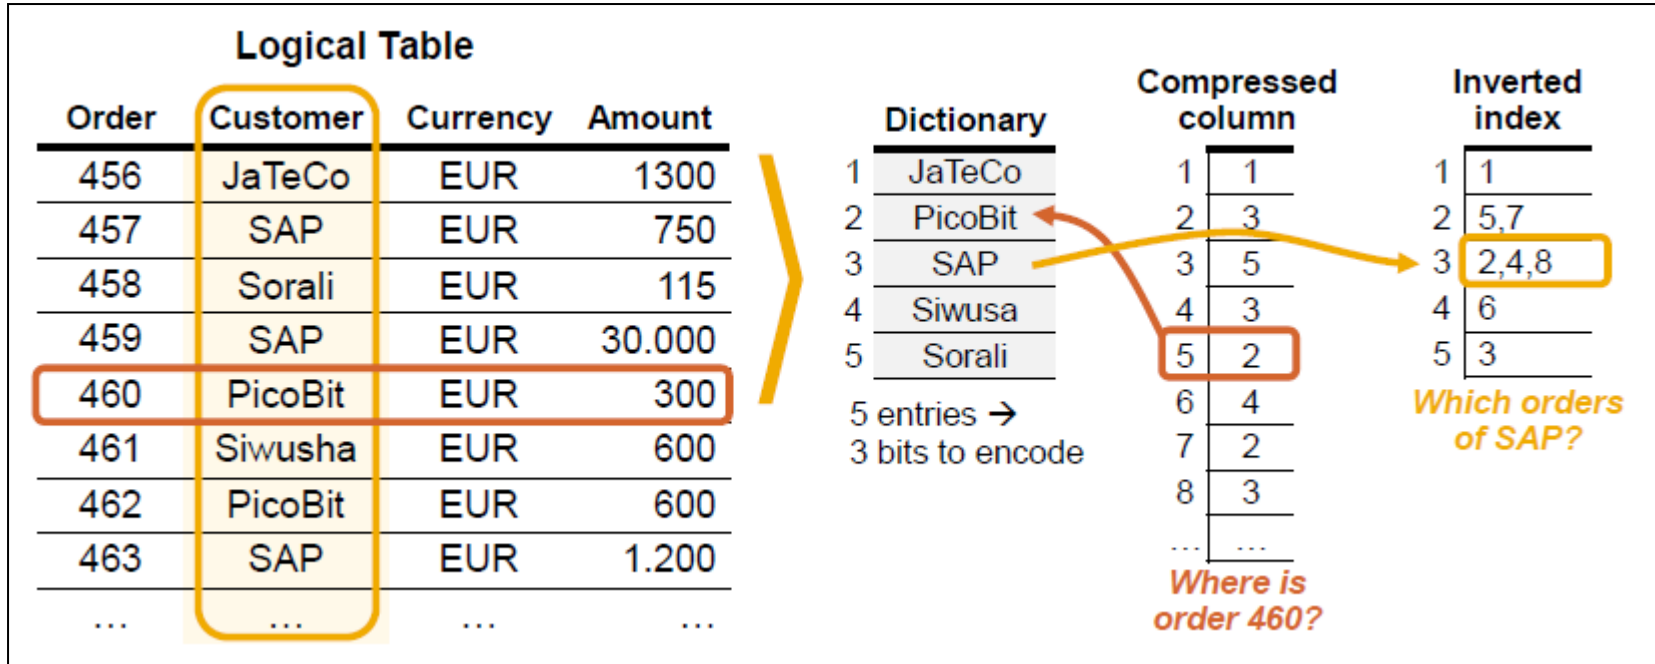 Logical Table
Order Customer Currency Amount
456 JaTeCo EUR 1300
457 SAP EUR 750
458 Sorali EUR 115
459 SAP EUR 30.000
460 PicoBit EUR 300
461 Siwusha EUR 600
462 PicoBit EUR 600
463 SAP EUR 1.200
... ... ... ...
Dictionary
1 JaTeCo
2 PicoBit
3 SAP
4 Siwusa
5 Sorali
5 entries →
3 bits to encode
Compressed
column
1 1
2 3
3 5
4 3
5 2
6 4
7 2
8 3
... ...
Where is
order 460?
Inverted
index
1 1
2 5,7
3 2,4,8
4 6
5 3
Which orders
of SAP?